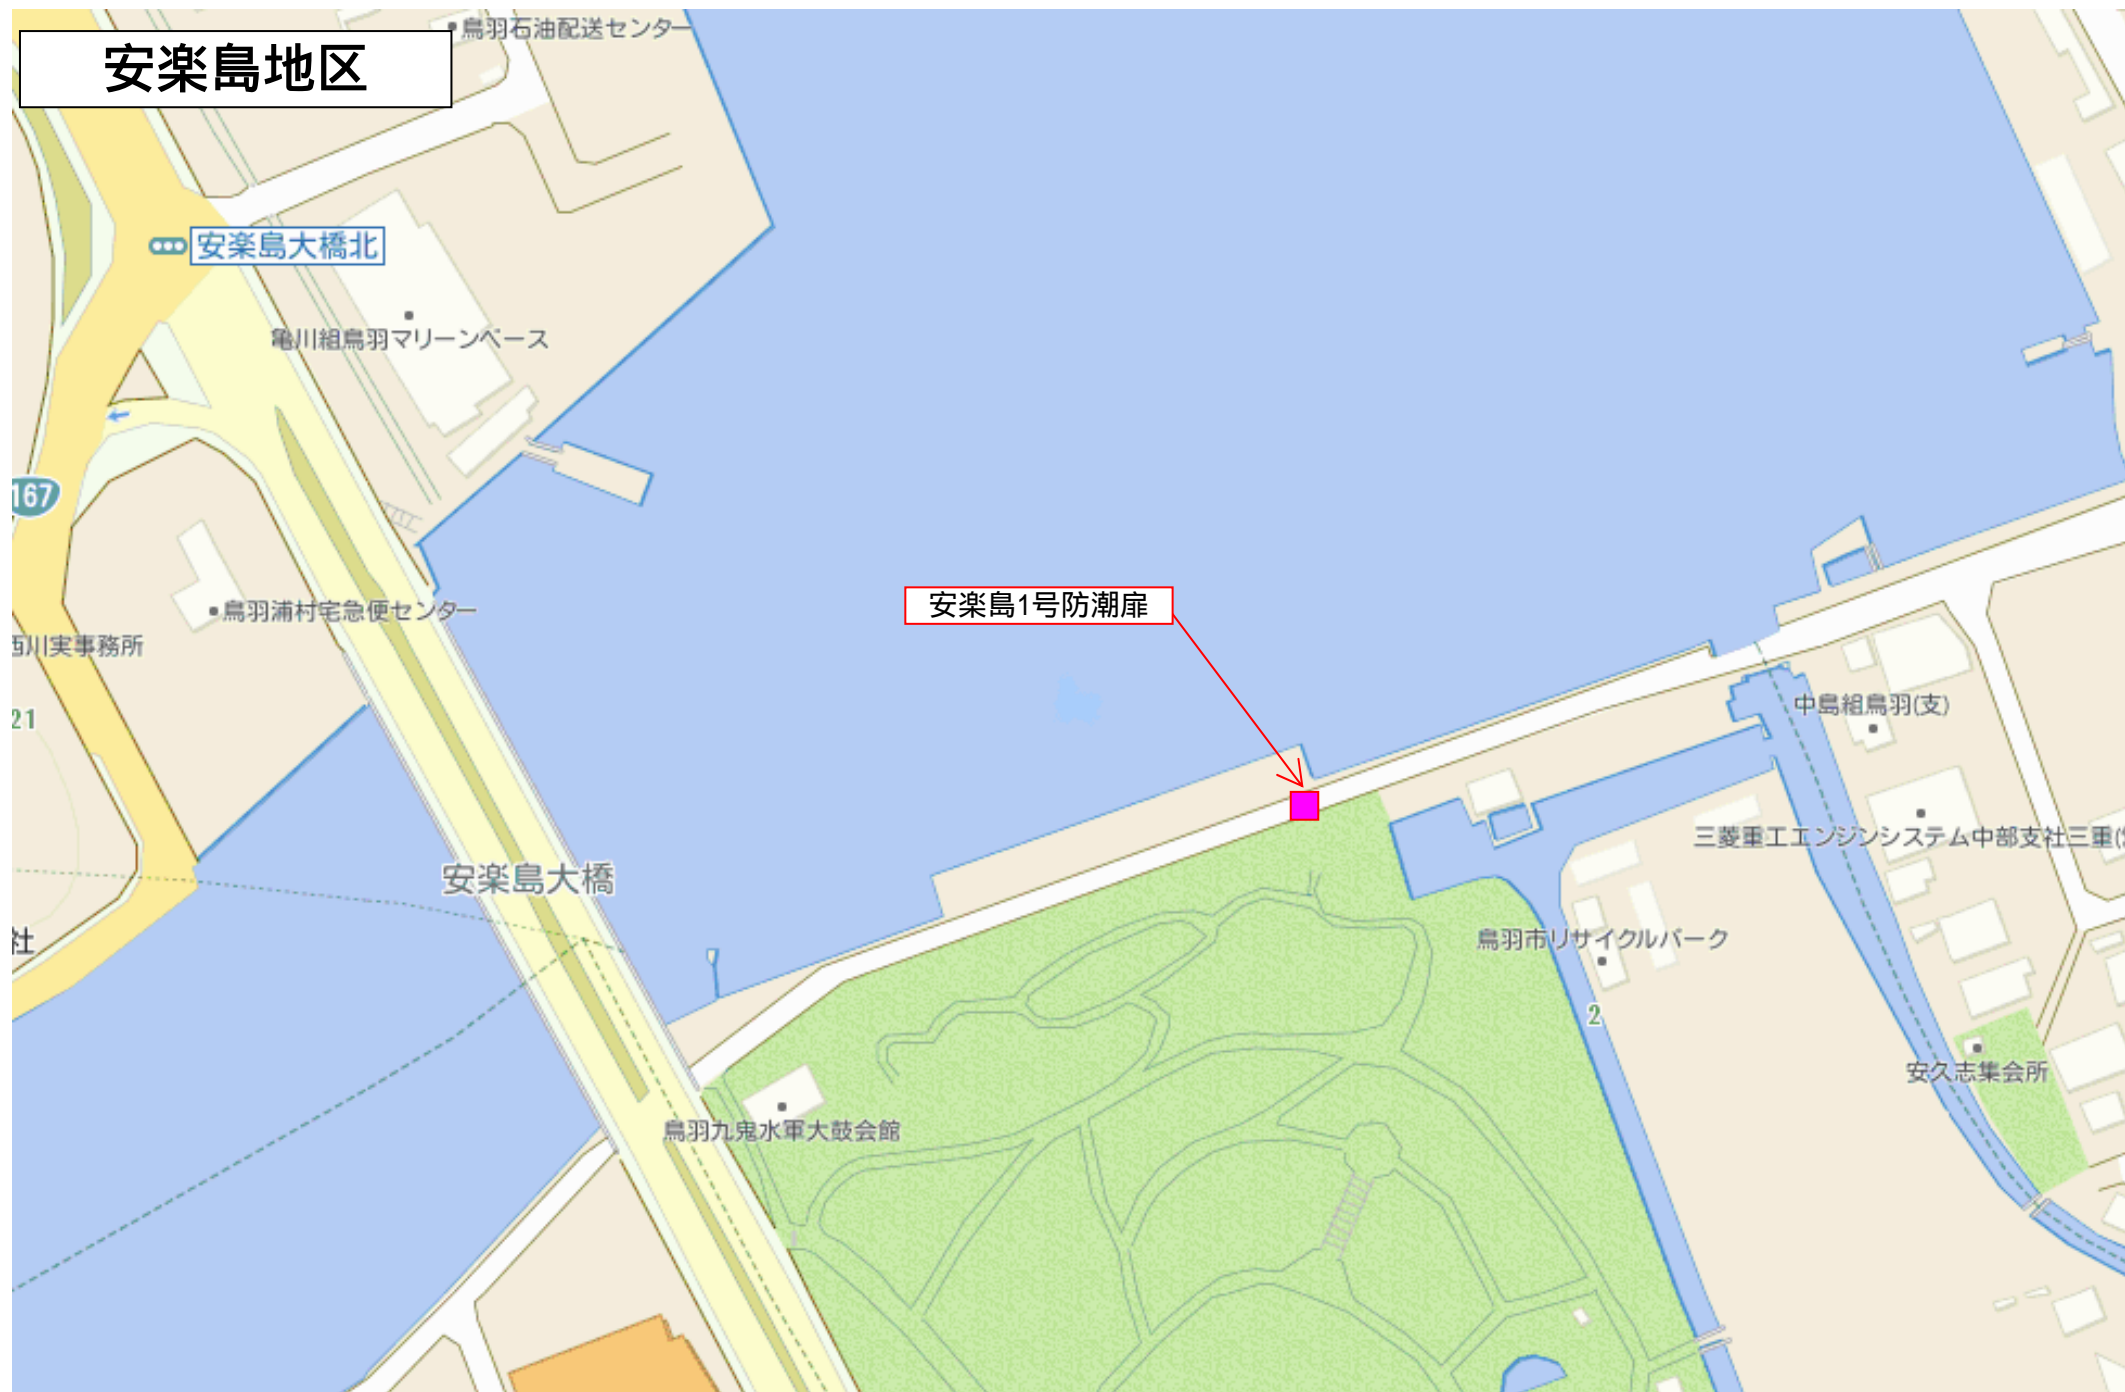 鳥羽石油配送センター
安楽島地区
安楽島大橋北
亀川組鳥羽マリーンベース
167
鳥羽浦村宅急便センター
安楽島1号防潮扉
西川実事務所
21
中島組鳥羽(支)
三菱重工エンジンシステム中部支社三重(
安楽島大橋
社
鳥羽市リサイクルパーク
2
安久志集会所
鳥羽九鬼水軍太鼓会館